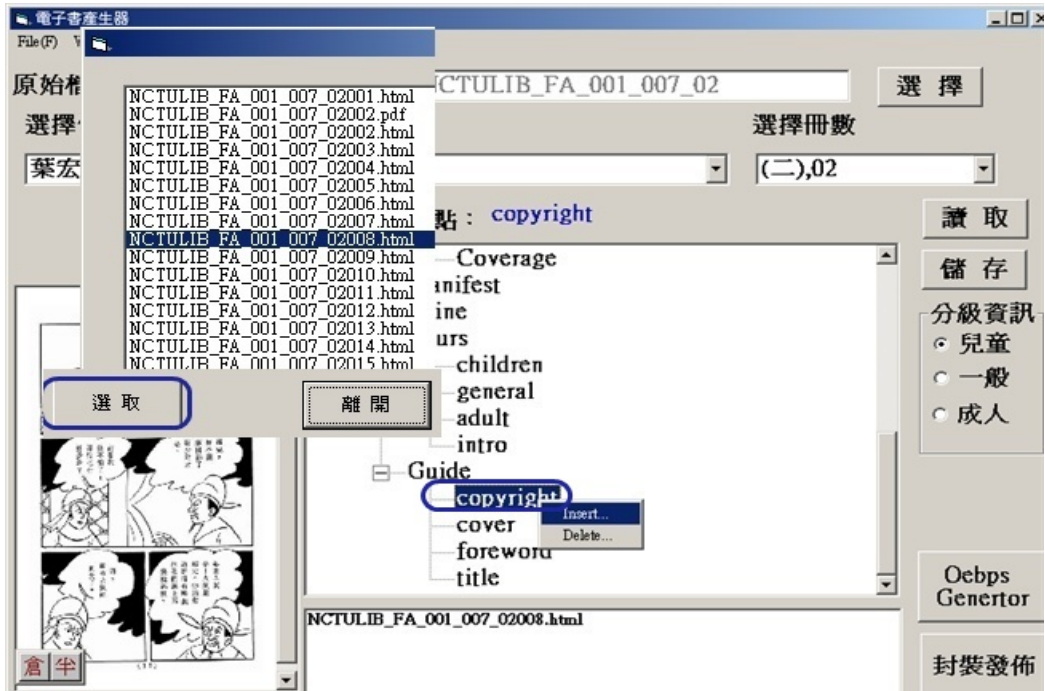 電子書產生器
File(F)
原始稿
NCTULIB_FA_001_007_02
選 擇
選擇
選擇冊數
葉宏
(二),02
點： copyright
讀 取
儲 存
NCTULIB_FA_001_007_02001.html
NCTULIB_FA_001_007_02002.pdf
NCTULIB_FA_001_007_02002.html
NCTULIB_FA_001_007_02003.html
NCTULIB_FA_001_007_02004.html
NCTULIB_FA_001_007_02005.html
NCTULIB_FA_001_007_02006.html
NCTULIB_FA_001_007_02007.html
NCTULIB_FA_001_007_02008.html
NCTULIB_FA_001_007_02009.html
NCTULIB_FA_001_007_02010.html
NCTULIB_FA_001_007_02011.html
NCTULIB_FA_001_007_02012.html
NCTULIB_FA_001_007_02013.html
NCTULIB_FA_001_007_02014.html
NCTULIB_FA_001_007_02015.html
選 取
離 開
Coverage
anifest
ine
urs
children
general
adult
intro
Guide
copyright
cover
foreword
title
Insert...
Delete...
分級資訊
兒童
一般
成人
NCTULIB_FA_001_007_02008.html
Oebps
Genertor
封裝發佈
倉 半